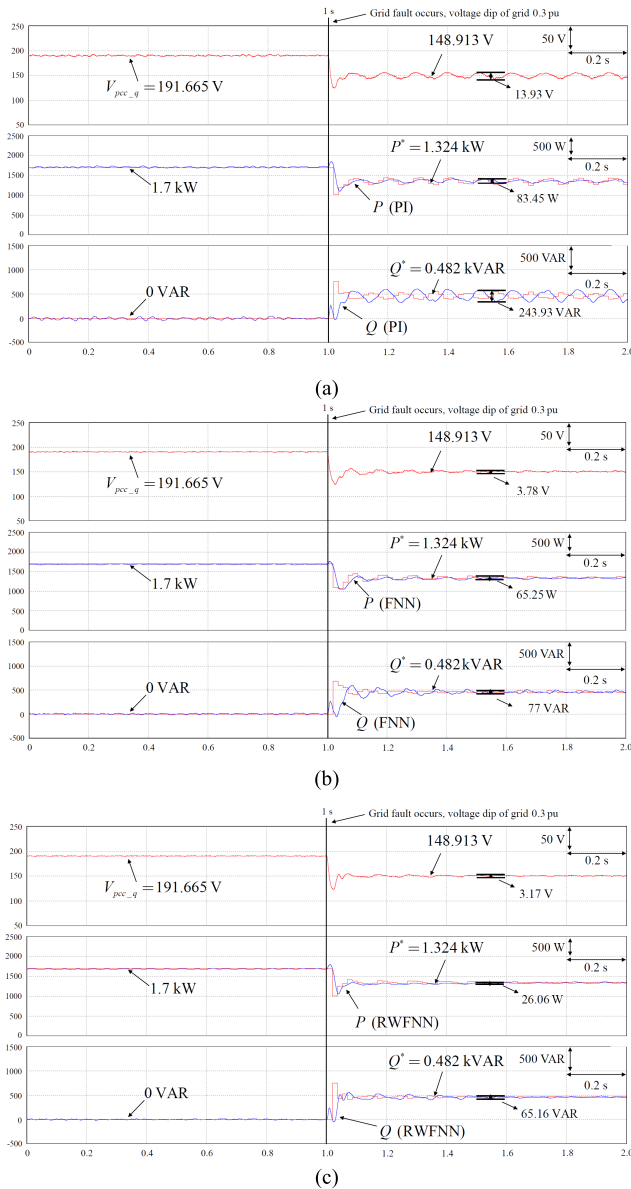 1 s
Grid fault occurs, voltage dip of grid 0.3 pu
250
200
150
100
50
V_pcc_q = 191.665 V
148.913 V
13.93 V
50 V
0.2 s
2500
2000
1500
1000
500
0
1.7 kW
P* = 1.324 kW
P (PI)
83.45 W
500 W
0.2 s
1500
1000
500
0
-500
0 VAR
Q* = 0.482 kVAR
Q (PI)
243.93 VAR
500 VAR
0.2 s
0 0.2 0.4 0.6 0.8 1.0 1.2 1.4 1.6 1.8 2.0
(a)
1 s
Grid fault occurs, voltage dip of grid 0.3 pu
250
200
150
100
50
V_pcc_q = 191.665 V
148.913 V
3.78 V
50 V
0.2 s
2500
2000
1500
1000
500
0
1.7 kW
P* = 1.324 kW
P (FNN)
65.25 W
500 W
0.2 s
1500
1000
500
0
-500
0 VAR
Q* = 0.482 kVAR
Q (FNN)
77 VAR
500 VAR
0.2 s
0 0.2 0.4 0.6 0.8 1.0 1.2 1.4 1.6 1.8 2.0
(b)
1 s
Grid fault occurs, voltage dip of grid 0.3 pu
250
200
150
100
50
V_pcc_q = 191.665 V
148.913 V
3.17 V
50 V
0.2 s
2500
2000
1500
1000
500
0
1.7 kW
P* = 1.324 kW
P (RWFNN)
26.06 W
500 W
0.2 s
1500
1000
500
0
-500
0 VAR
Q* = 0.482 kVAR
Q (RWFNN)
65.16 VAR
500 VAR
0.2 s
0 0.2 0.4 0.6 0.8 1.0 1.2 1.4 1.6 1.8 2.0
(c)